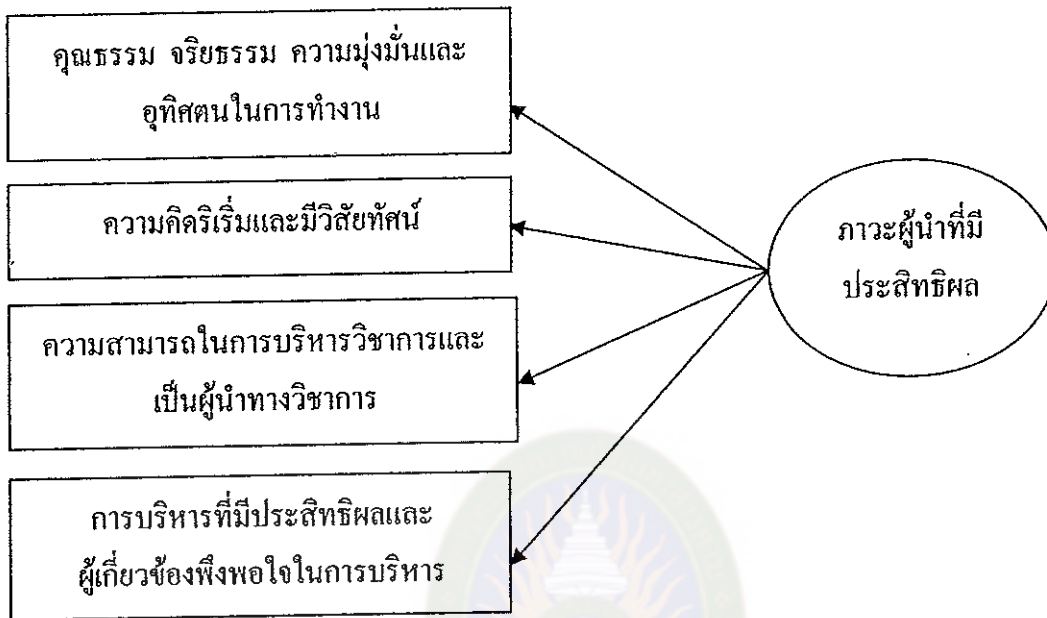 คุณธรรม จริยธรรม ความมุ่งมั่นและ
อุทิศตนในการทำงาน
ความคิดริเริ่มและมีวิสัยทัศน์
ความสามารถในการบริหารวิชาการและ
เป็นผู้นำทางวิชาการ
การบริหารที่มีประสิทธิผลและ
ผู้เกี่ยวข้องพึงพอใจในการบริหาร
ภาวะผู้นำที่มี
ประสิทธิผล